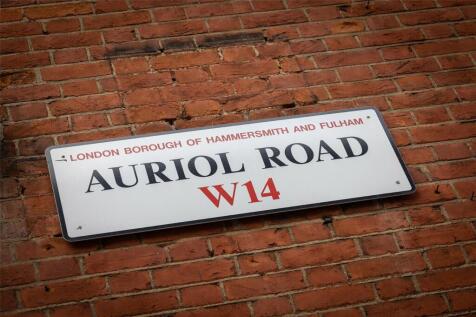 LONDON BOROUGH OF HAMMERSMITH AND FULHAM
AURIOL ROAD
W14